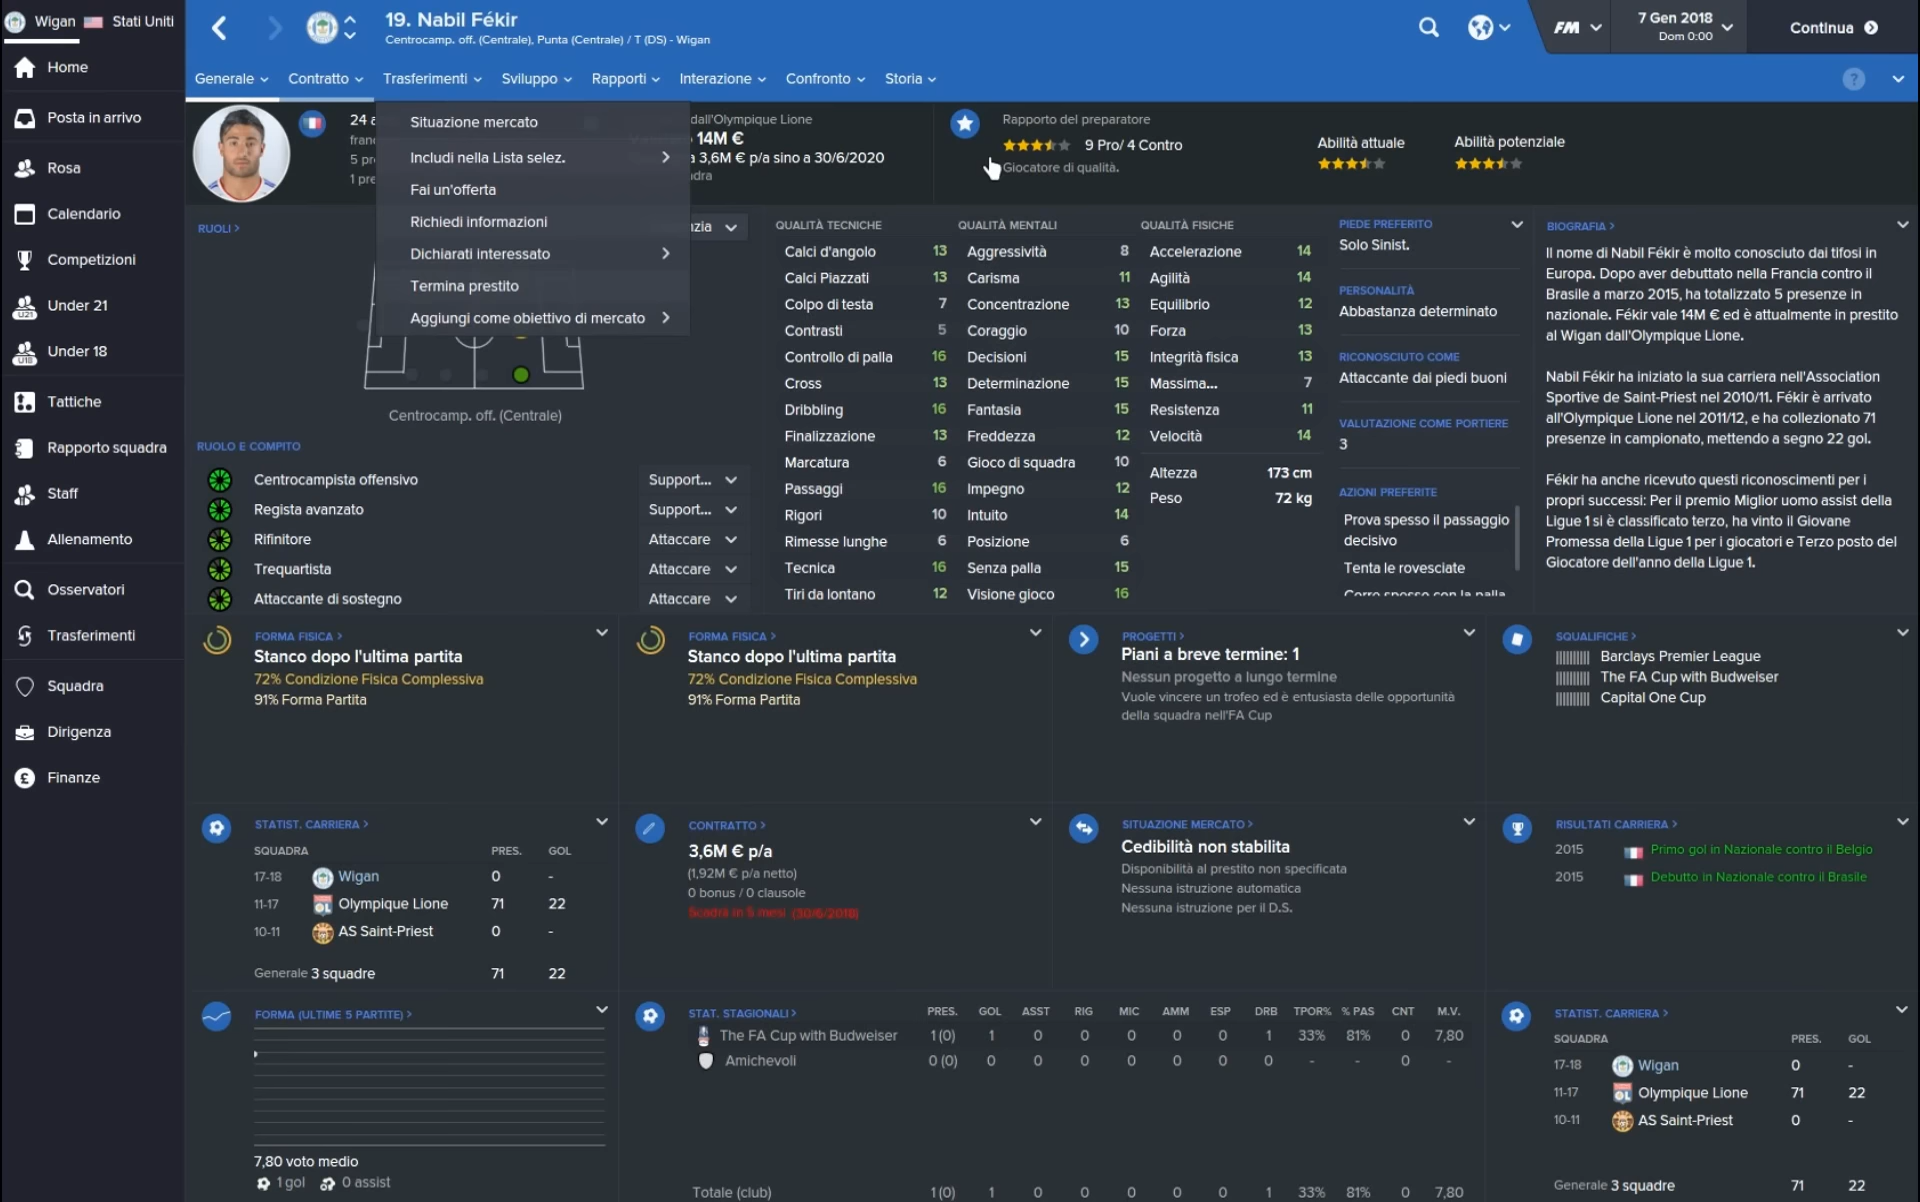 Wigan Stati Uniti
Home
Posta in arrivo
Rosa
Calendario
Competizioni
Under 21
Under 18
Tattiche
Rapporto squadra
Staff
Allenamento
Osservatori
Trasferimenti
Squadra
Dirigenza
Finanze
19. Nabil Fékir
Centrocamp. off. (Centrale), Punta (Centrale) / T (DS) - Wigan
FM
7 Gen 2018
Dom 0:00
Continua
Generale Contratto Trasferimenti Sviluppo Rapporti Interazione Confronto Storia
?
24 a
fran
5 pr
1 pre
Situazione mercato
Includi nella Lista selez.
Fai un'offerta
Richiedi informazioni
Dichiarati interessato
Termina prestito
Aggiungi come obiettivo di mercato
dall'Olympique Lione
14M €
a 3,6M € p/a sino a 30/6/2020
dra
Rapporto del preparatore
9 Pro/ 4 Contro
Giocatore di qualità.
Abilità attuale
Abilità potenziale
RUOLI >
zia
Centrocamp. off. (Centrale)
RUOLO E COMPITO
Centrocampista offensivo Support...
Regista avanzato Support...
Rifinitore Attaccare
Trequartista Attaccare
Attaccante di sostegno Attaccare
QUALITÀ TECNICHE
Calci d'angolo 13
Calci Piazzati 13
Colpo di testa 7
Contrasti 5
Controllo di palla 16
Cross 13
Dribbling 16
Finalizzazione 13
Marcatura 6
Passaggi 16
Rigori 10
Rimesse lunghe 6
Tecnica 16
Tiri da lontano 12
QUALITÀ MENTALI
Aggressività 8
Carisma 11
Concentrazione 13
Coraggio 10
Decisioni 15
Determinazione 15
Fantasia 15
Freddezza 12
Gioco di squadra 10
Impegno 12
Intuito 14
Posizione 6
Senza palla 15
Visione gioco 16
QUALITÀ FISICHE
Accelerazione 14
Agilità 14
Equilibrio 12
Forza 13
Integrità fisica 13
Massima... 7
Resistenza 11
Velocità 14
Altezza 173 cm
Peso 72 kg
PIEDE PREFERITO
Solo Sinist.
PERSONALITÀ
Abbastanza determinato
RICONOSCIUTO COME
Attaccante dai piedi buoni
VALUTAZIONE COME PORTIERE
3
AZIONI PREFERITE
Prova spesso il passaggio
decisivo
Tenta le rovesciate
Corre spesso con la palla
BIOGRAFIA >
Il nome di Nabil Fékir è molto conosciuto dai tifosi in
Europa. Dopo aver debuttato nella Francia contro il
Brasile a marzo 2015, ha totalizzato 5 presenze in
nazionale. Fékir vale 14M € ed è attualmente in prestito
al Wigan dall'Olympique Lione.
Nabil Fékir ha iniziato la sua carriera nell'Association
Sportive de Saint-Priest nel 2010/11. Fékir è arrivato
all'Olympique Lione nel 2011/12, e ha collezionato 71
presenze in campionato, mettendo a segno 22 gol.
Fékir ha anche ricevuto questi riconoscimenti per i
propri successi: Per il premio Miglior uomo assist della
Ligue 1 si è classificato terzo, ha vinto il Giovane
Promessa della Ligue 1 per i giocatori e Terzo posto del
Giocatore dell'anno della Ligue 1.
FORMA FISICA >
Stanco dopo l'ultima partita
72% Condizione Fisica Complessiva
91% Forma Partita
FORMA FISICA >
Stanco dopo l'ultima partita
72% Condizione Fisica Complessiva
91% Forma Partita
PROGETTI >
Piani a breve termine: 1
Nessun progetto a lungo termine
Vuole vincere un trofeo ed è entusiasta delle opportunità
della squadra nell'FA Cup
SQUALIFICHE >
Barclays Premier League
The FA Cup with Budweiser
Capital One Cup
STATIST. CARRIERA >
SQUADRA PRES. GOL
17-18 Wigan 0 -
11-17 Olympique Lione 71 22
10-11 AS Saint-Priest 0 -
Generale 3 squadre 71 22
CONTRATTO >
3,6M € p/a
(1,92M € p/a netto)
0 bonus / 0 clausole
Scadrà in 5 mesi (30/6/2018)
SITUAZIONE MERCATO >
Cedibilità non stabilita
Disponibilità al prestito non specificata
Nessuna istruzione automatica
Nessuna istruzione per il D.S.
RISULTATI CARRIERA >
2015 Primo gol in Nazionale contro il Belgio
2015 Debutto in Nazionale contro il Brasile
FORMA (ULTIME 5 PARTITE) >
7,80 voto medio
1 gol 0 assist
STAT. STAGIONALI > PRES. GOL ASST RIG MIC AMM ESP DRB TPOR% % PAS CNT M.V.
The FA Cup with Budweiser 1 (0) 1 0 0 0 0 0 1 33% 81% 0 7,80
Amichevoli 0 (0) 0 0 0 0 0 0 0 - - 0 -
Totale (club) 1 (0) 1 0 0 0 0 0 1 33% 81% 0 7,80
STATIST. CARRIERA >
SQUADRA PRES. GOL
17-18 Wigan 0 -
11-17 Olympique Lione 71 22
10-11 AS Saint-Priest 0 -
Generale 3 squadre 71 22